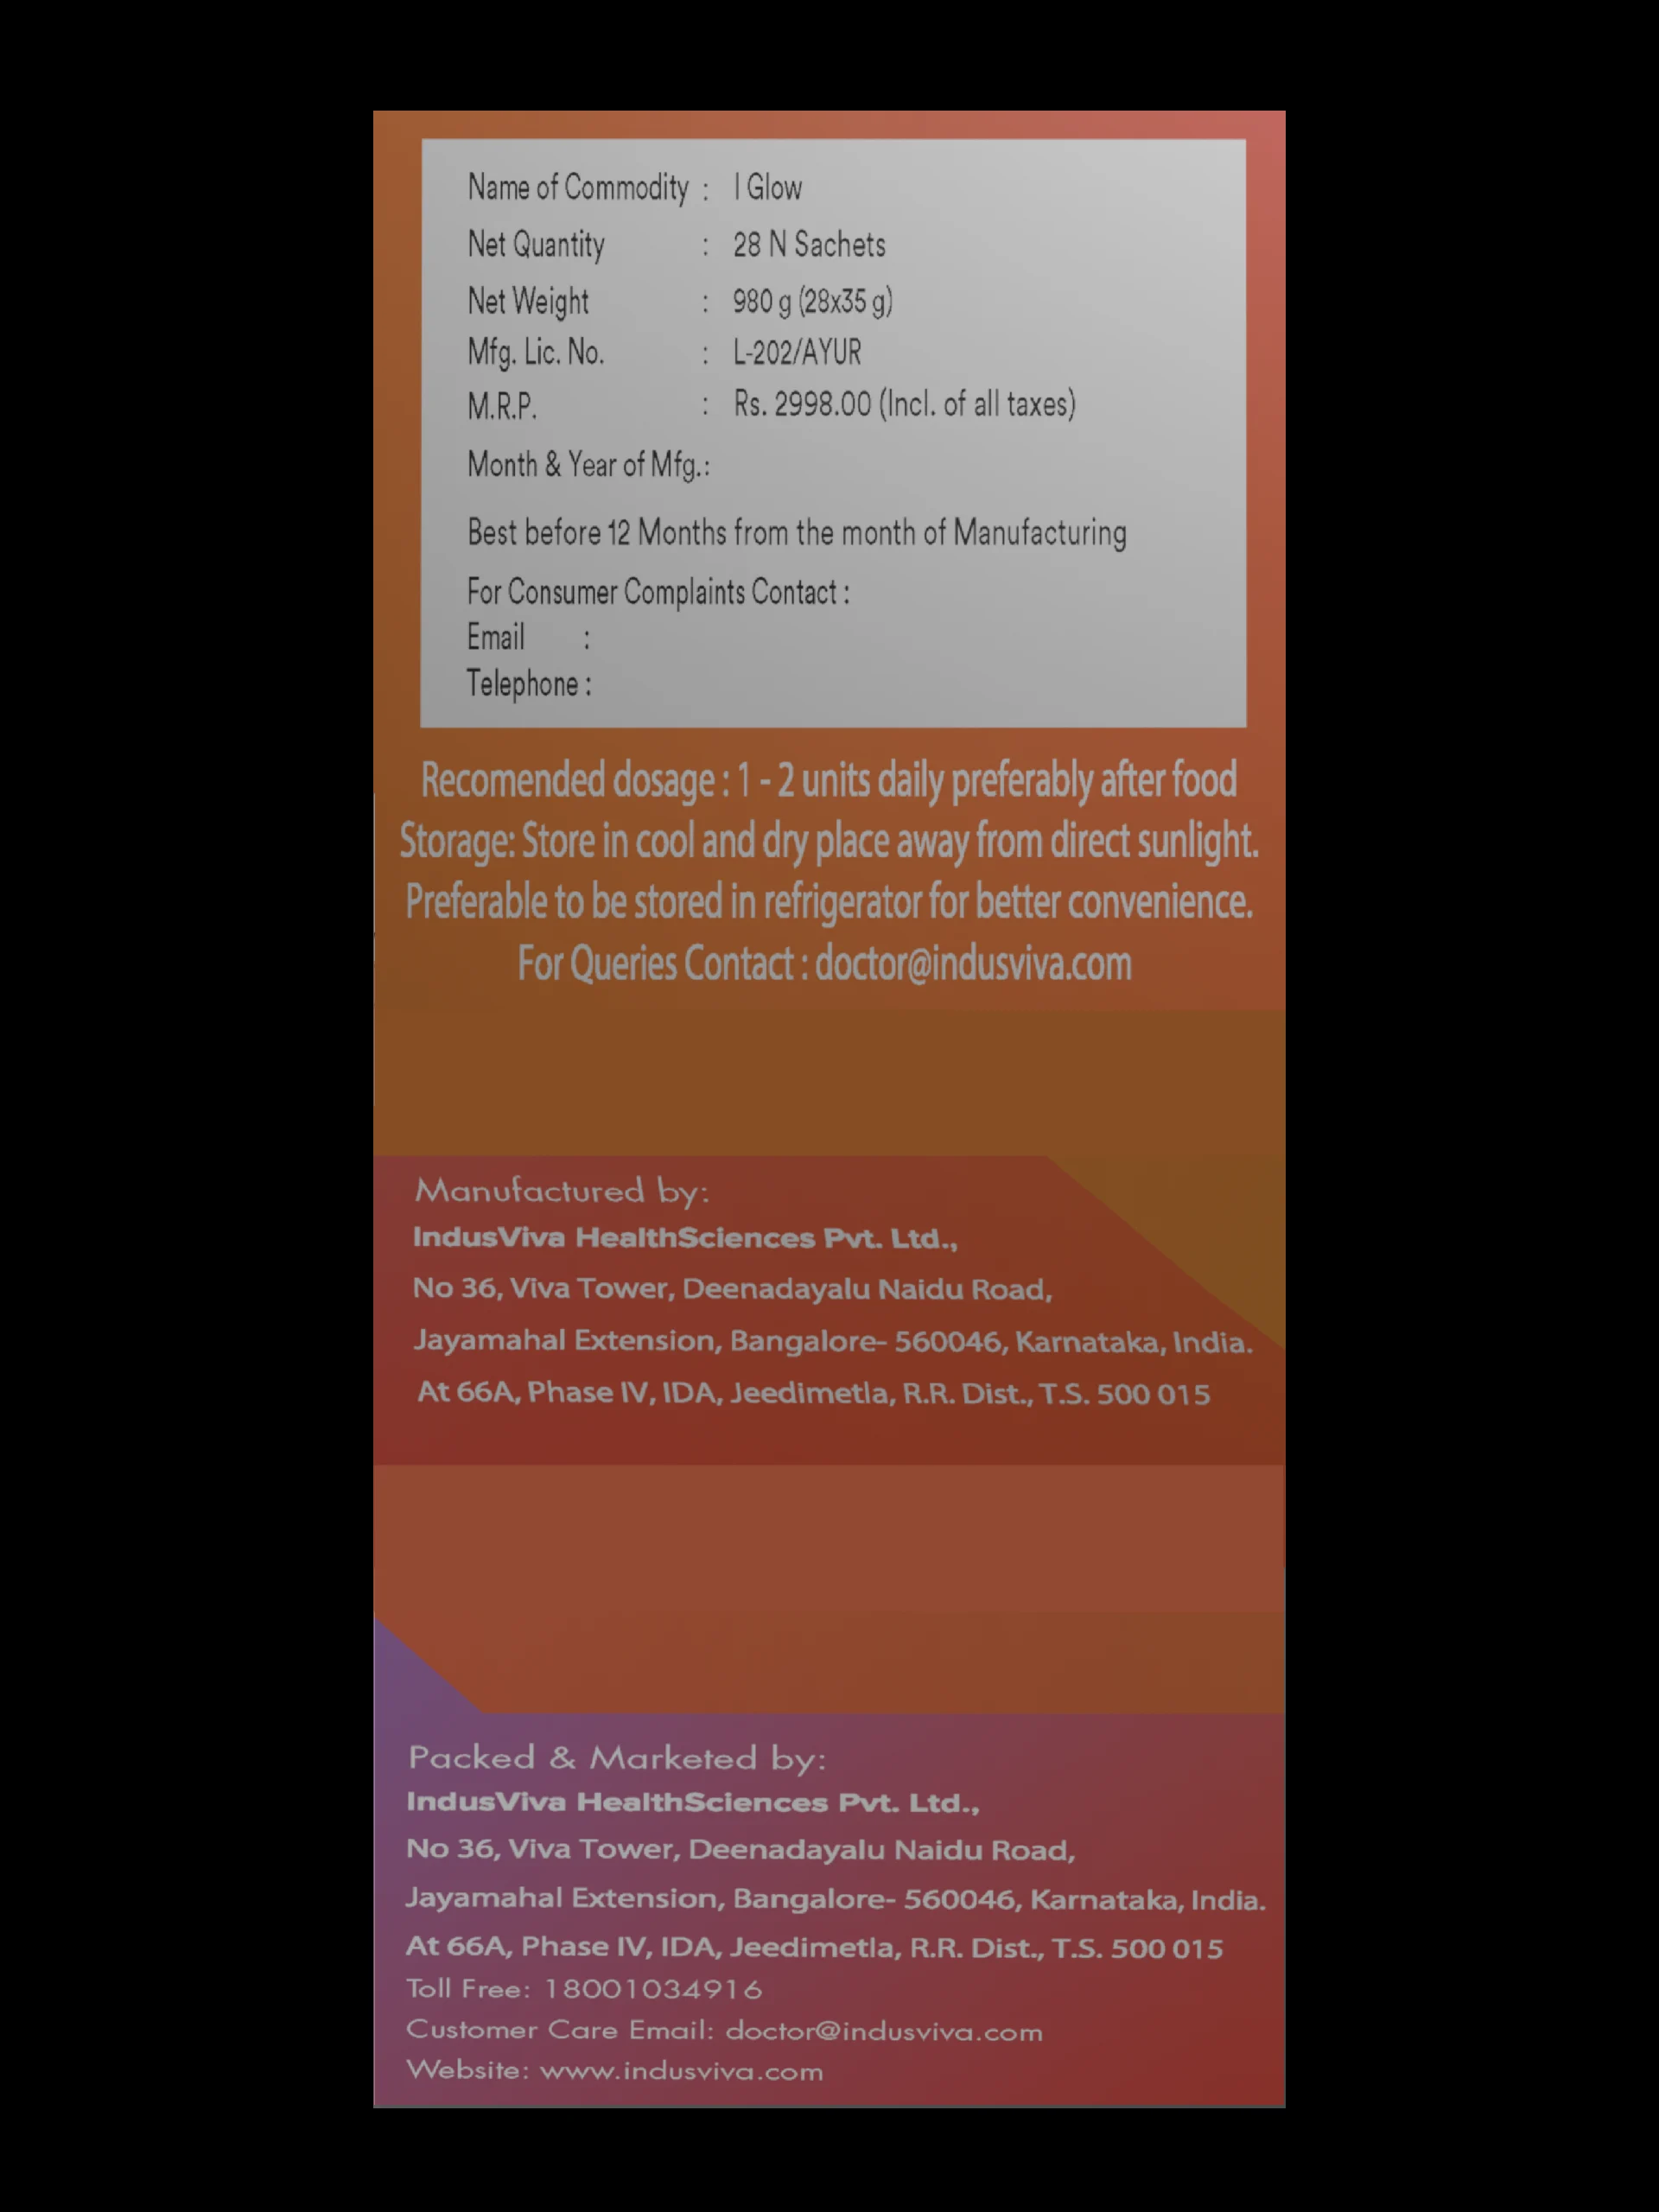 Name of Commodity : I Glow
Net Quantity : 28 N Sachets
Net Weight : 980 g (28x35 g)
Mfg. Lic. No. : L-202/AYUR
M.R.P. : Rs. 2998.00 (Incl. of all taxes)
Month & Year of Mfg.:
Best before 12 Months from the month of Manufacturing
For Consumer Complaints Contact :
Email :
Telephone :
Recomended dosage : 1 - 2 units daily preferably after food
Storage: Store in cool and dry place away from direct sunlight.
Preferable to be stored in refrigerator for better convenience.
For Queries Contact : doctor@indusviva.com
Manufactured by:
IndusViva HealthSciences Pvt. Ltd.,
No 36, Viva Tower, Deenadayalu Naidu Road,
Jayamahal Extension, Bangalore- 560046, Karnataka, India.
At 66A, Phase IV, IDA, Jeedimetla, R.R. Dist., T.S. 500 015
Packed & Marketed by:
IndusViva HealthSciences Pvt. Ltd.,
No 36, Viva Tower, Deenadayalu Naidu Road,
Jayamahal Extension, Bangalore- 560046, Karnataka, India.
At 66A, Phase IV, IDA, Jeedimetla, R.R. Dist., T.S. 500 015
Toll Free: 18001034916
Customer Care Email: doctor@indusviva.com
Website: www.indusviva.com